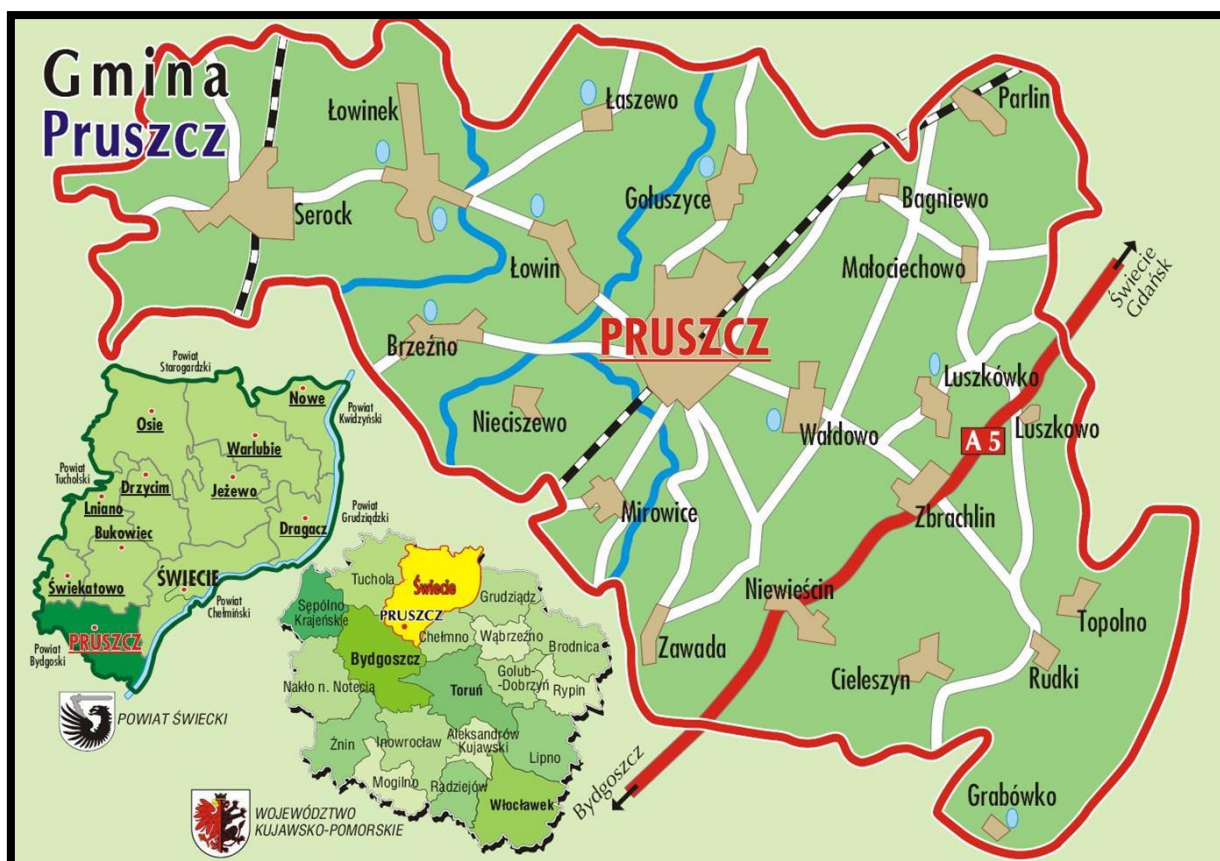 Gmina
Pruszcz
Łowinek
Łaszewo
Parlin
Serock
Gołuszyce
Bagniewo
Łowin
Małociechowo
Świecie
Gdańsk
Brzeźno
PRUSZCZ
Nieciszewo
Wałdowo
Luszkówko
Luszkowo
A 5
Mirowice
Zbrachlin
Niewieścin
Topolno
Zawada
Cieleszyn
Rudki
Bydgoszcz
Grabówko
Powiat
Starogardzki
Nowe
Powiat
Kwidzyński
Osie
Warlubie
Powiat
Tucholski
Drzycim
Jeżewo
Lniano
Bukowiec
Dragacz
Powiat
Grudziądzki
Świekatowo
ŚWIECIE
Powiat
Chełmiński
PRUSZCZ
Powiat
Bydgoski
POWIAT ŚWIECKI
Tuchola
Świecie
Sępólno
Krajeńskie
PRUSZCZ
Grudziądz
Chełmno
Wąbrzeźno
Brodnica
Bydgoszcz
Golub-
-Dobrzyń
Nakło n. Notecią
Toruń
Rypin
Żnin
Inowrocław
Aleksandrów
Kujawski
Lipno
Mogilno
Radziejów
Włocławek
WOJEWÓDZTWO
KUJAWSKO-POMORSKIE